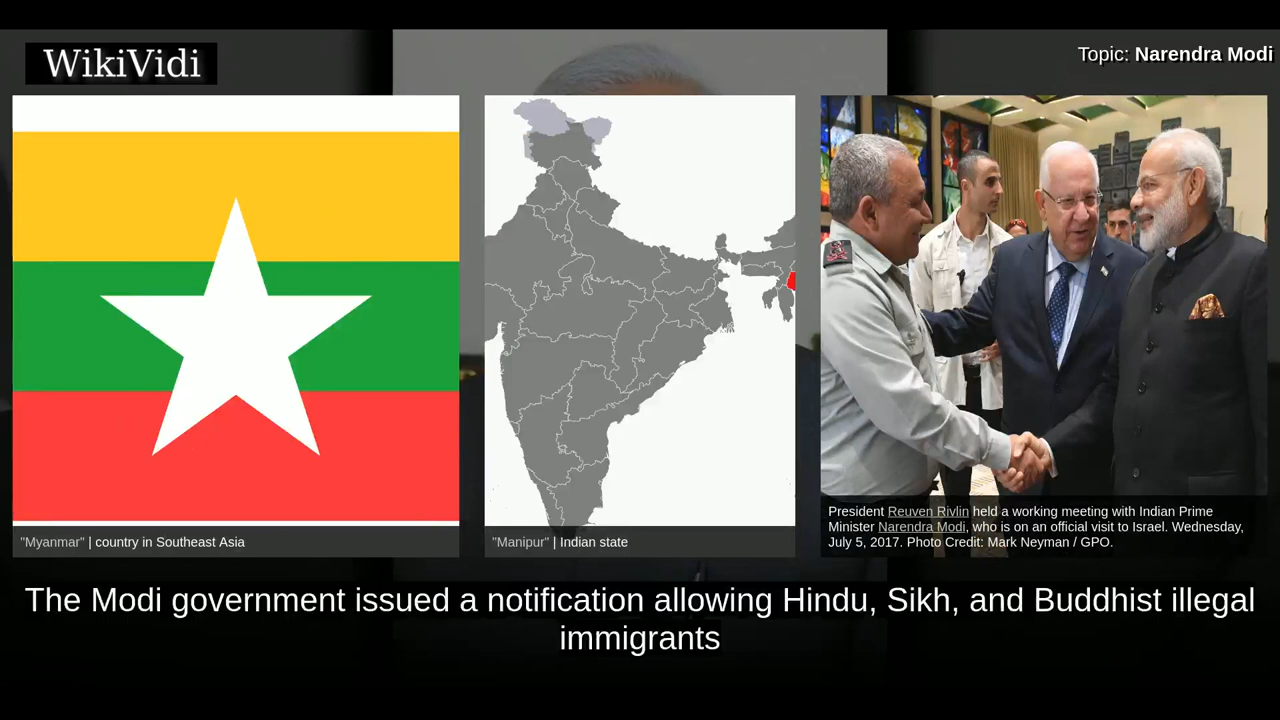 WikiVidi
Topic: Narendra Modi
"Myanmar" | country in Southeast Asia
"Manipur" | Indian state
President Reuven Rivlin held a working meeting with Indian Prime
Minister Narendra Modi, who is on an official visit to Israel. Wednesday,
July 5, 2017. Photo Credit: Mark Neyman / GPO.
The Modi government issued a notification allowing Hindu, Sikh, and Buddhist illegal
immigrants